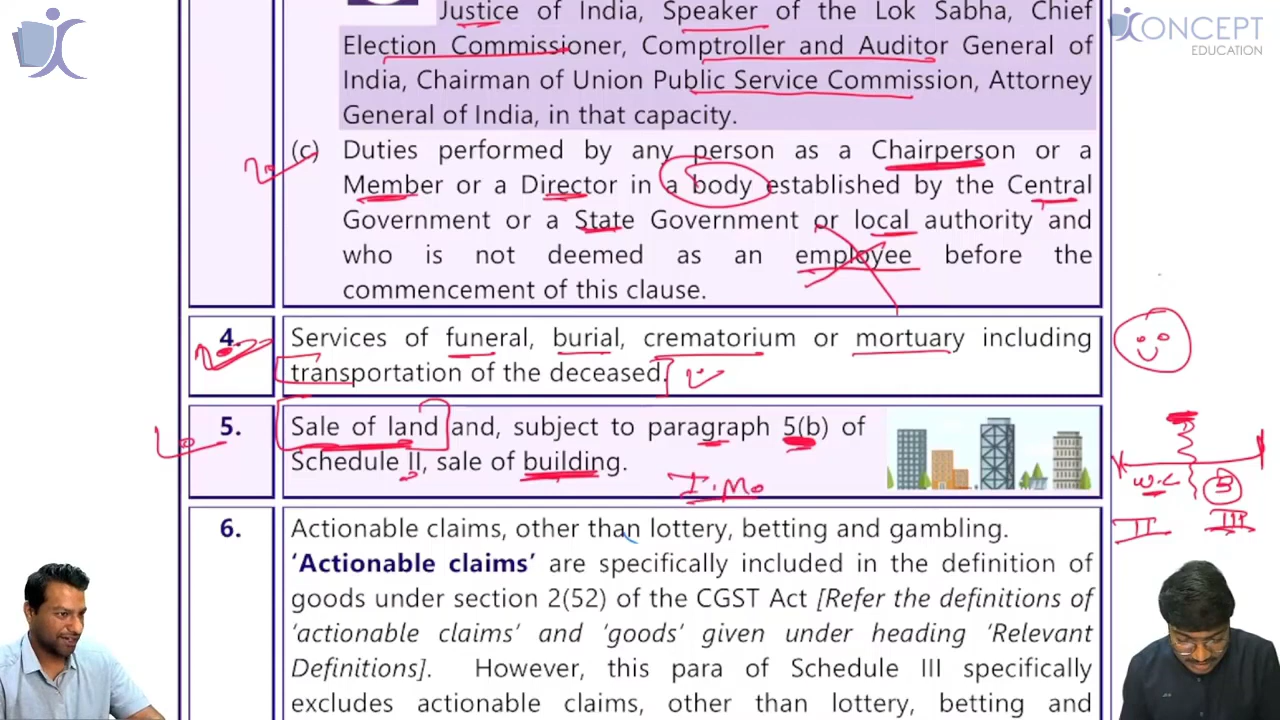 Justice of India, Speaker of the Lok Sabha, Chief
Election Commissioner, Comptroller and Auditor General of
India, Chairman of Union Public Service Commission, Attorney
General of India, in that capacity.
(c) Duties performed by any person as a Chairperson or a
Member or a Director in a body established by the Central
Government or a State Government or local authority and
who is not deemed as an employee before the
commencement of this clause.
4. Services of funeral, burial, crematorium or mortuary including
transportation of the deceased.
5. Sale of land and, subject to paragraph 5(b) of
Schedule II, sale of building.
I.Mo
W.C 5
II III
6. Actionable claims, other than lottery, betting and gambling.
'Actionable claims' are specifically included in the definition of
goods under section 2(52) of the CGST Act [Refer the definitions of
'actionable claims' and 'goods' given under heading 'Relevant
Definitions]. However, this para of Schedule III specifically
excludes actionable claims, other than lottery, betting and
CONCEPT
EDUCATION